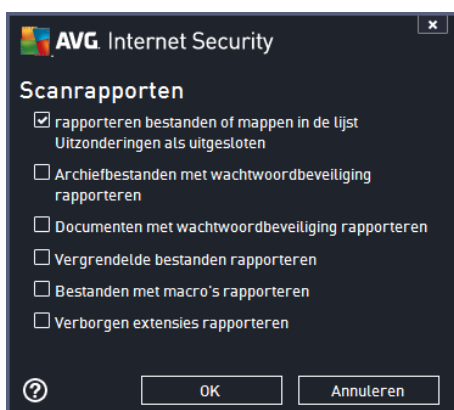 AVG. Internet Security
x
Scanrapporten
rapporteren bestanden of mappen in de lijst
Uitzonderingen als uitgesloten
Archiefbestanden met wachtwoordbeveiliging
rapporteren
Documenten met wachtwoordbeveiliging rapporteren
Vergrendelde bestanden rapporteren
Bestanden met macro's rapporteren
Verborgen extensies rapporteren
? OK Annuleren